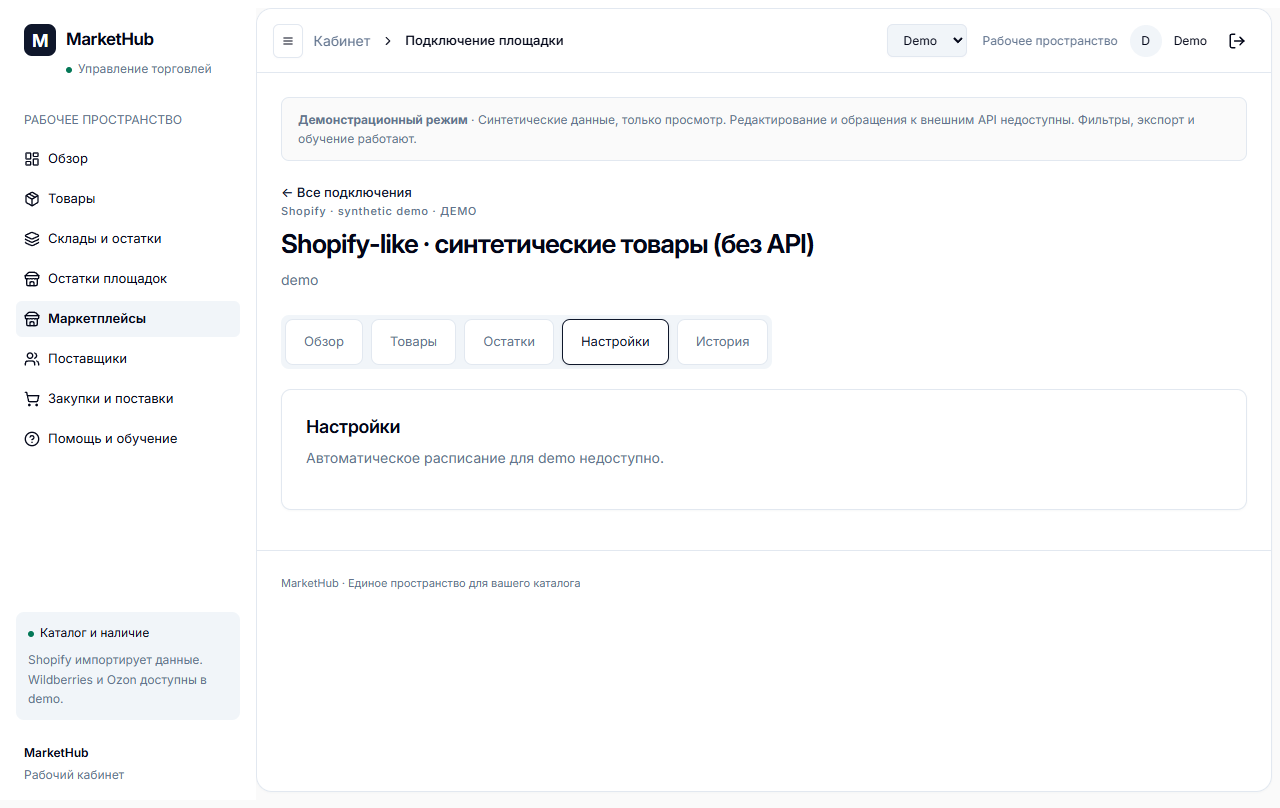 M MarketHub
Управление торговлей
РАБОЧЕЕ ПРОСТРАНСТВО
Обзор
Товары
Склады и остатки
Остатки площадок
Маркетплейсы
Поставщики
Закупки и поставки
Помощь и обучение
Каталог и наличие
Shopify импортирует данные.
Wildberries и Ozon доступны в
demo.
MarketHub
Рабочий кабинет
Кабинет > Подключение площадки
Demo Рабочее пространство D Demo
Демонстрационный режим · Синтетические данные, только просмотр. Редактирование и обращения к внешним API недоступны. Фильтры, экспорт и
обучение работают.
← Все подключения
Shopify · synthetic demo · ДЕМО
Shopify-like · синтетические товары (без API)
demo
Обзор Товары Остатки Настройки История
Настройки
Автоматическое расписание для demo недоступно.
MarketHub · Единое пространство для вашего каталога